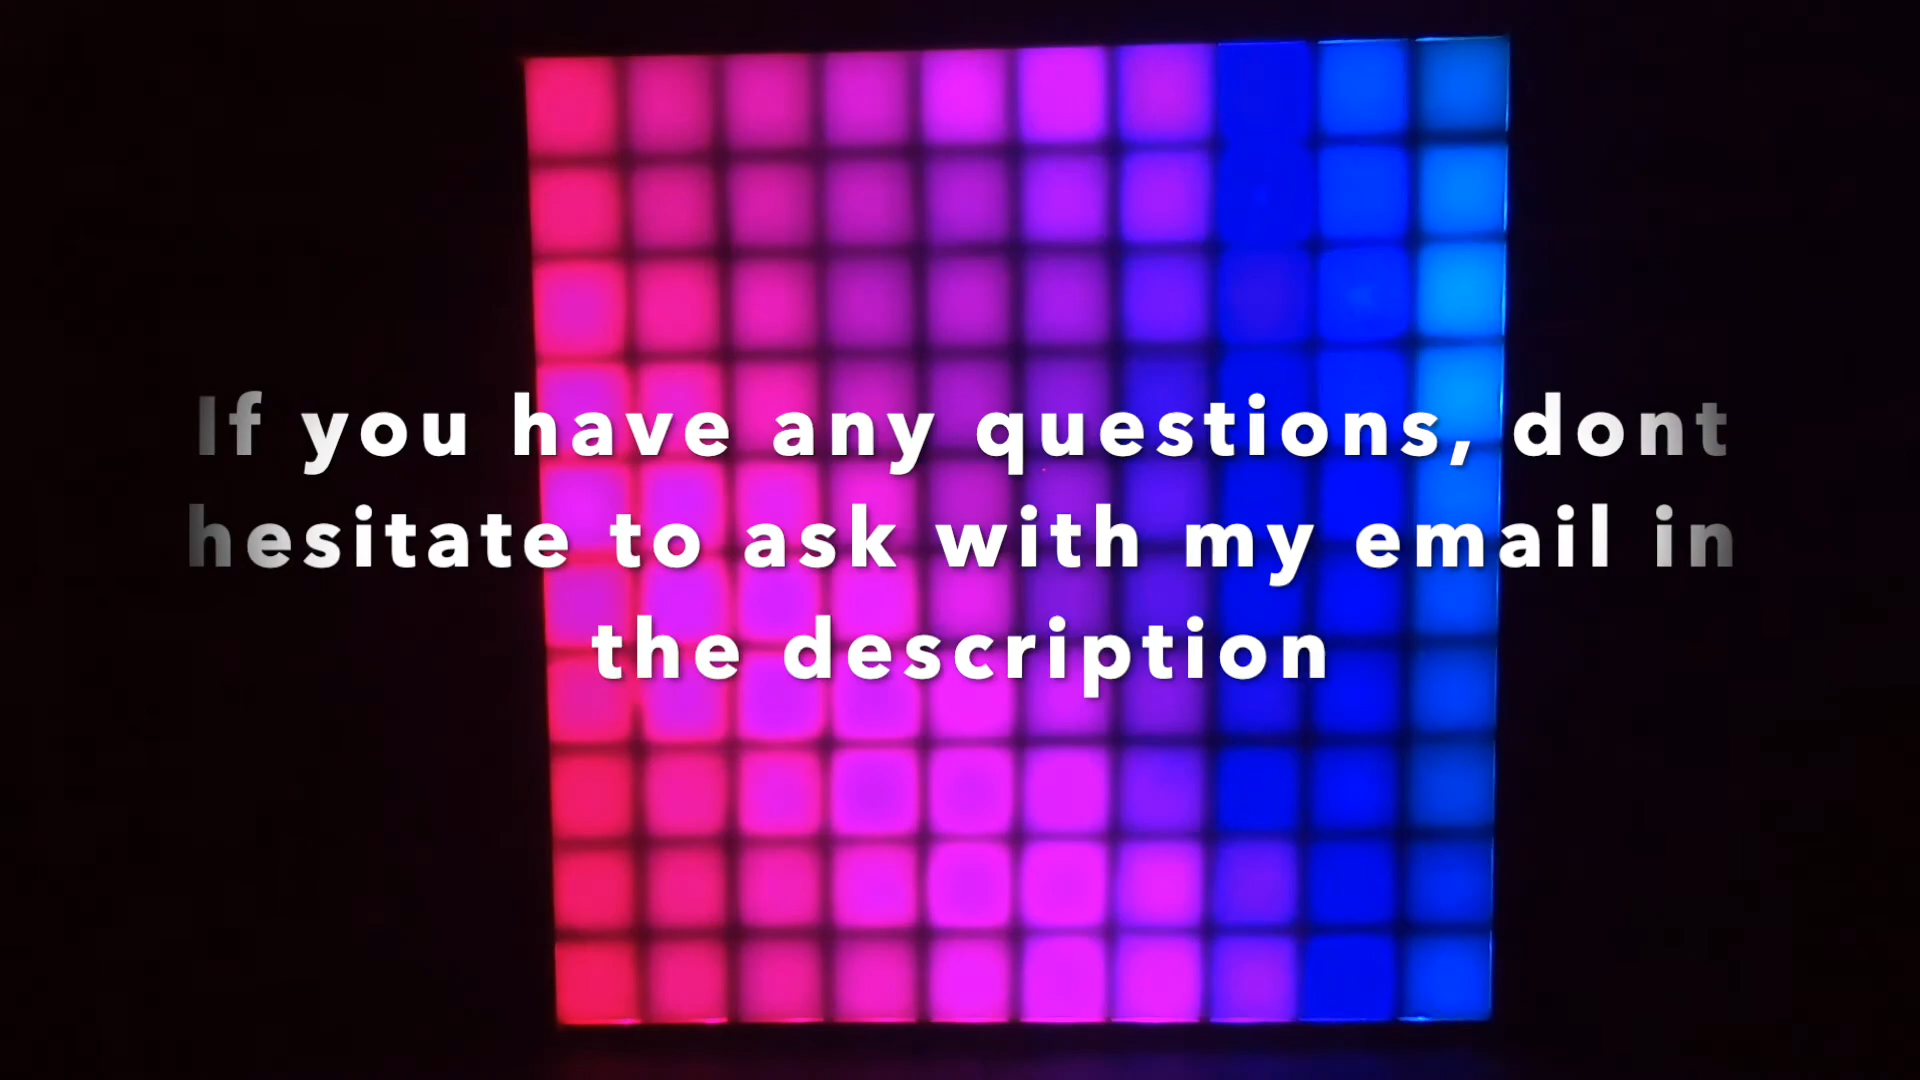 If you have any questions, dont
hesitate to ask with my email in
the description